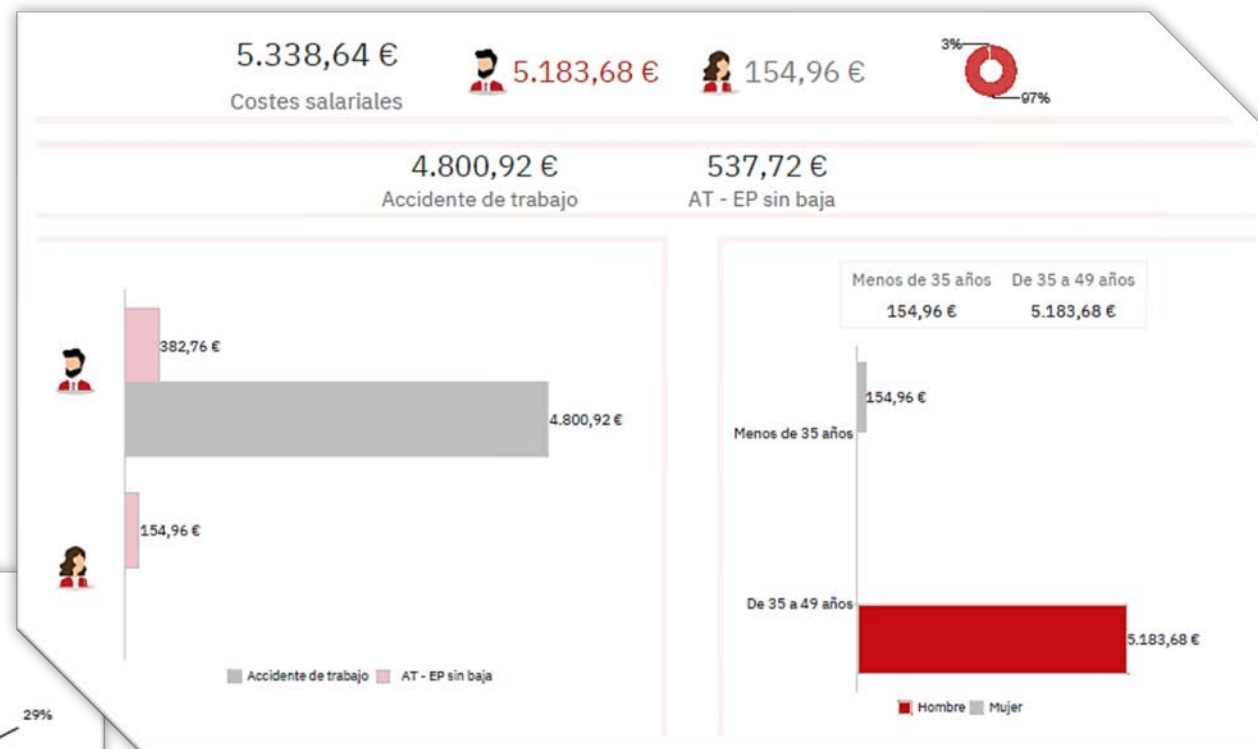 5.338,64 €
Costes salariales
5.183,68 €
154,96 €
3%
97%
4.800,92 €
Accidente de trabajo
537,72 €
AT - EP sin baja
382,76 €
4.800,92 €
154,96 €
Accidente de trabajo AT - EP sin baja
Menos de 35 años De 35 a 49 años
154,96 € 5.183,68 €
154,96 €
Menos de 35 años
De 35 a 49 años
5.183,68 €
Hombre Mujer
29%